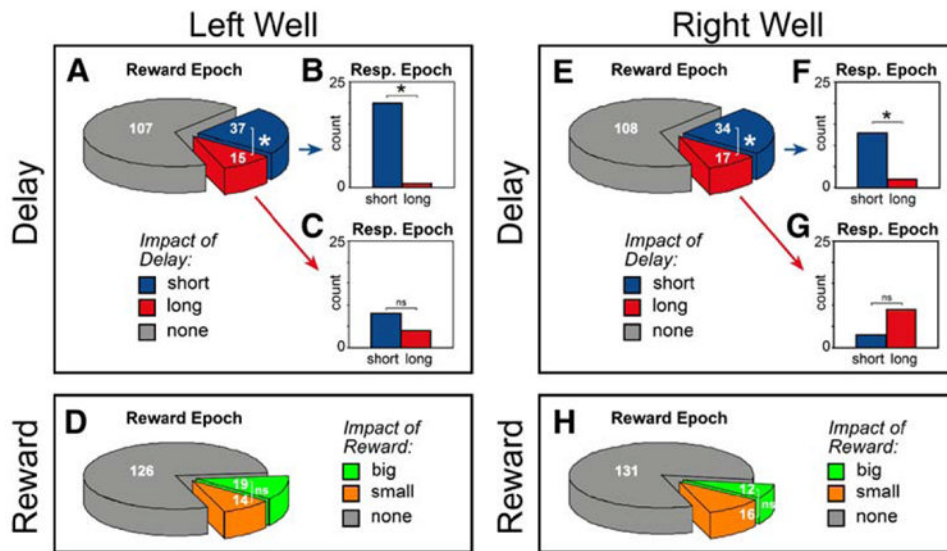 Left Well
Right Well
Delay
A
Reward Epoch
107
37
*
15
Impact of
Delay:
short
long
none
B
Resp. Epoch
25
count
0
*
short long
C
Resp. Epoch
25
count
0
ns
short long
E
Reward Epoch
108
34
*
17
Impact of
Delay:
short
long
none
F
Resp. Epoch
25
count
0
*
short long
G
Resp. Epoch
25
count
0
ns
short long
Delay
Reward
D
Reward Epoch
126
19
ns
14
Impact of
Reward:
big
small
none
Reward
H
Reward Epoch
131
12
ns
16
Impact of
Reward:
big
small
none